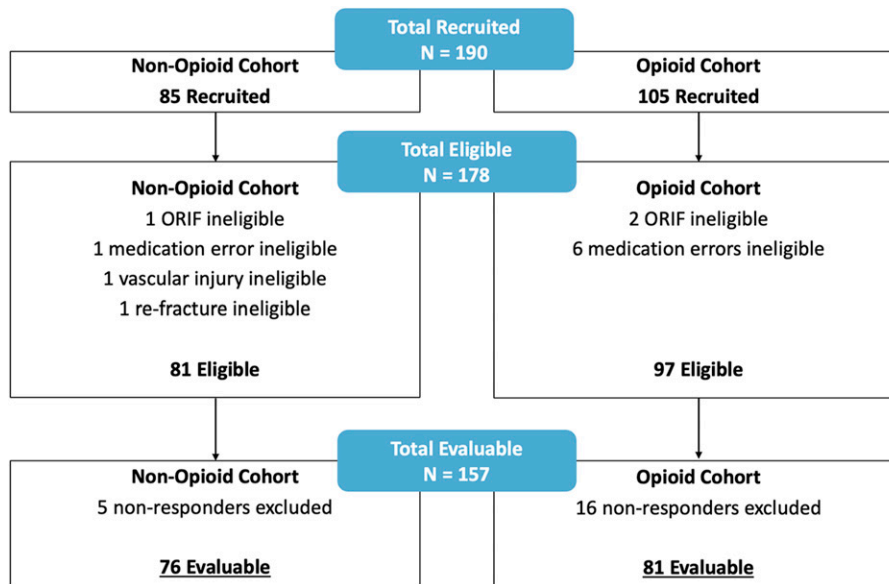 Total Recruited
N = 190
Non-Opioid Cohort
85 Recruited
Opioid Cohort
105 Recruited
Total Eligible
N = 178
Non-Opioid Cohort
1 ORIF ineligible
1 medication error ineligible
1 vascular injury ineligible
1 re-fracture ineligible
81 Eligible
Opioid Cohort
2 ORIF ineligible
6 medication errors ineligible
97 Eligible
Total Evaluable
N = 157
Non-Opioid Cohort
5 non-responders excluded
76 Evaluable
Opioid Cohort
16 non-responders excluded
81 Evaluable